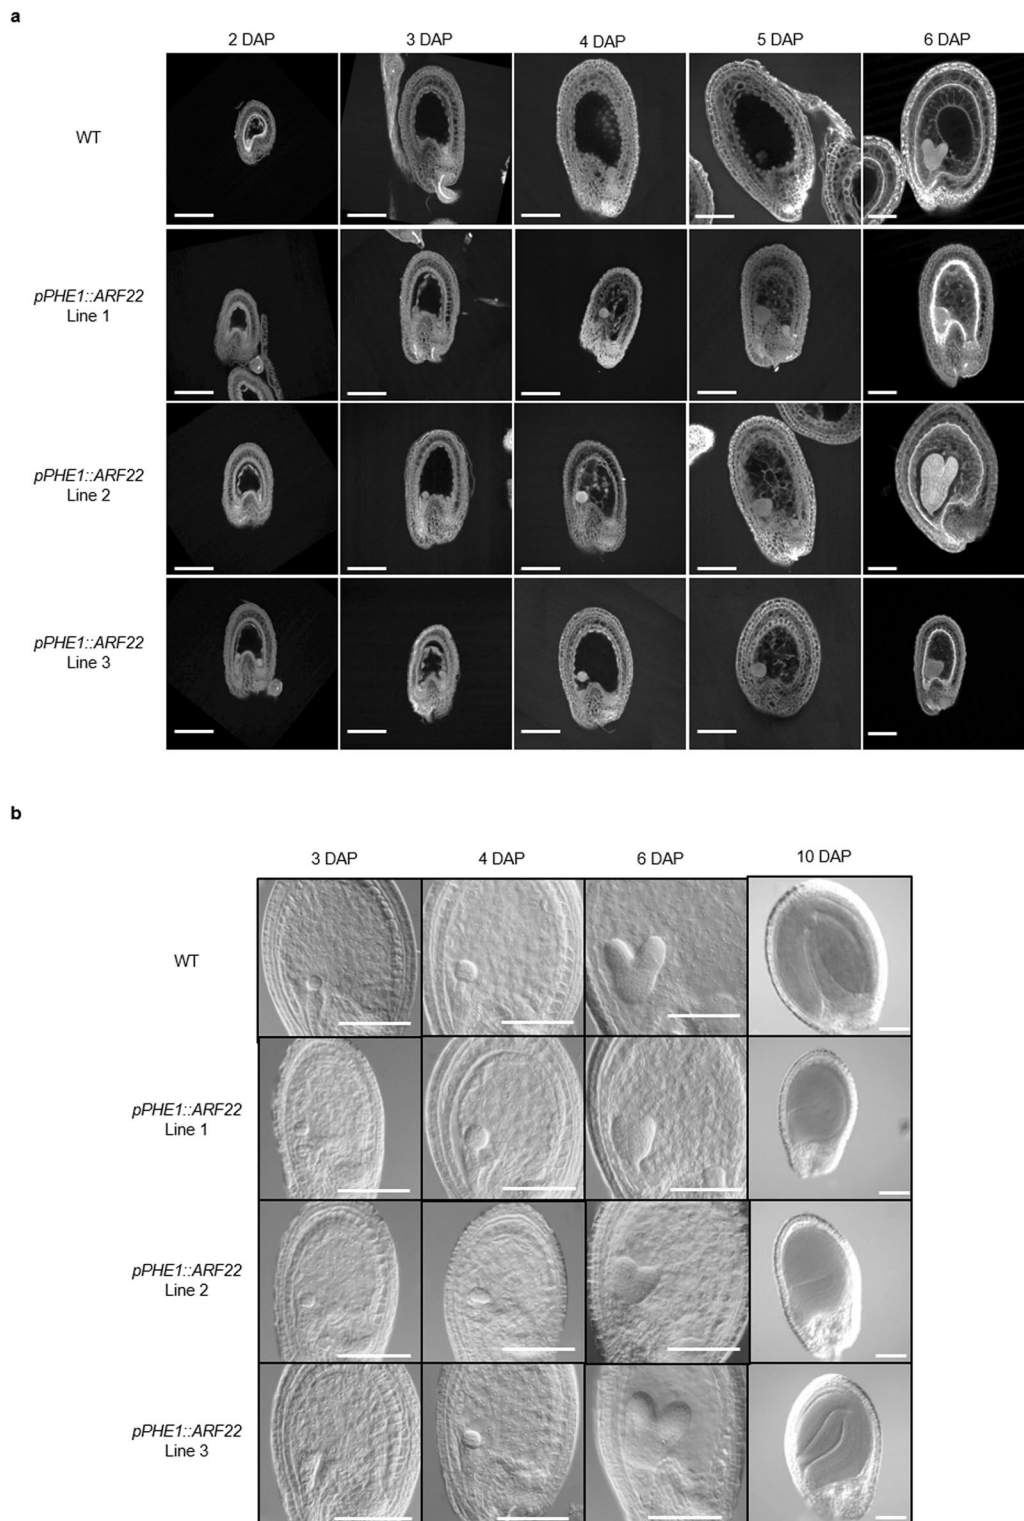 a
2 DAP 3 DAP 4 DAP 5 DAP 6 DAP
WT
pPHE1::ARF22
Line 1
pPHE1::ARF22
Line 2
pPHE1::ARF22
Line 3
b
3 DAP 4 DAP 6 DAP 10 DAP
WT
pPHE1::ARF22
Line 1
pPHE1::ARF22
Line 2
pPHE1::ARF22
Line 3